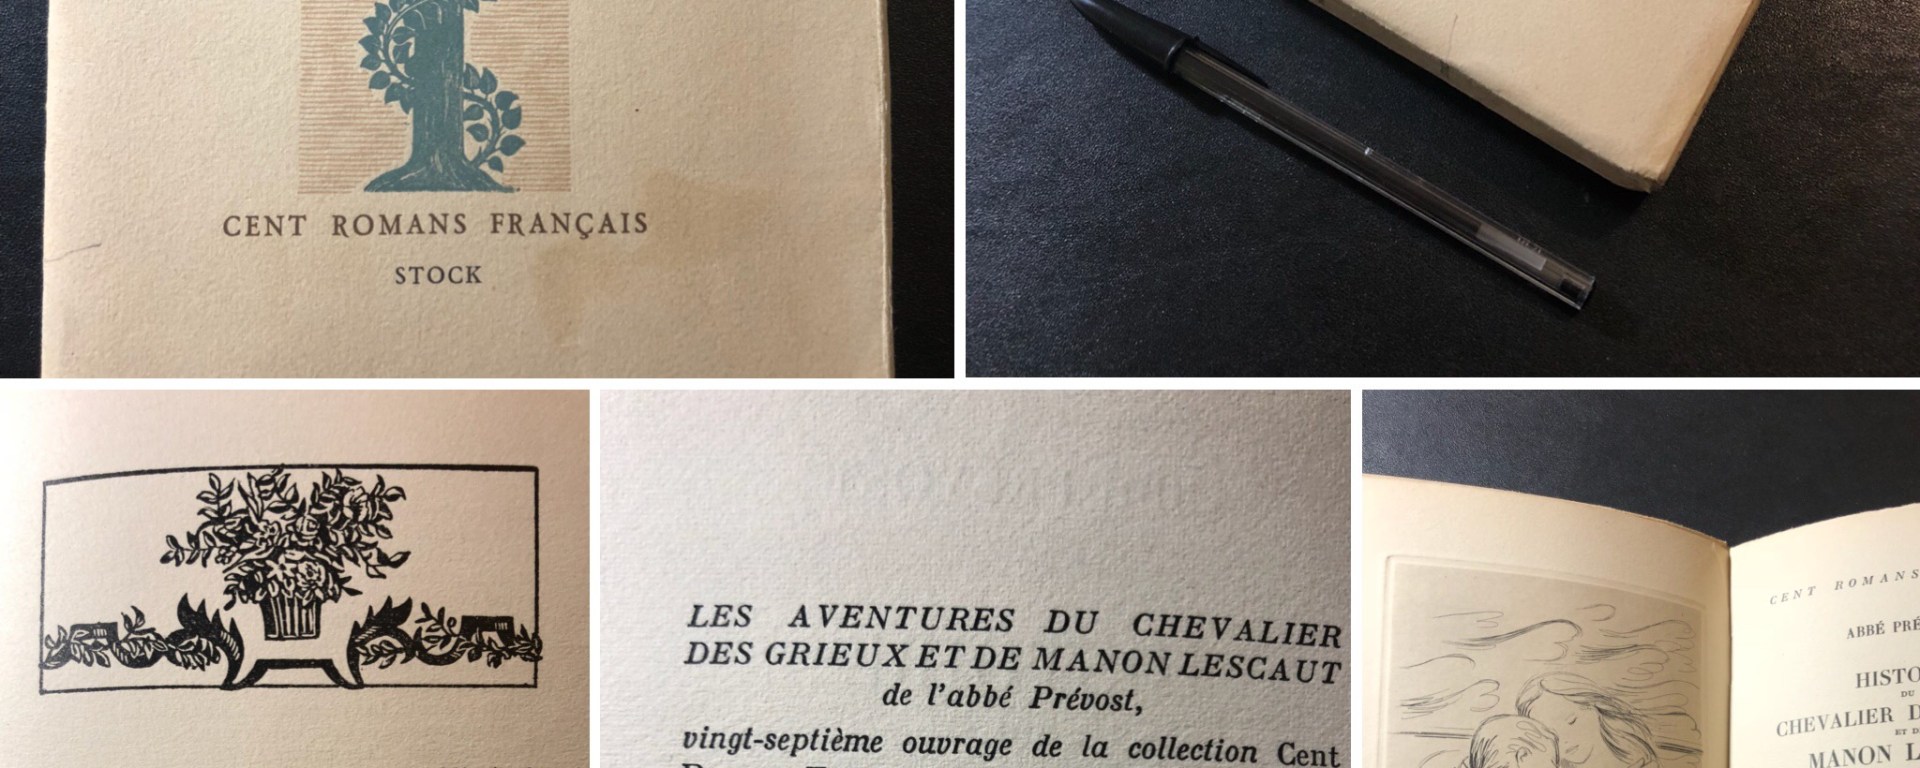 CENT ROMANS FRANÇAIS
STOCK
LES AVENTURES DU CHEVALIER
DES GRIEUX ET DE MANON LESCAUT
de l'abbé Prévost,
vingt-septième ouvrage de la collection Cent
CENT ROMANS
ABBÉ PRÉ
HISTO
DU
CHEVALIER D
ET D
MANON L